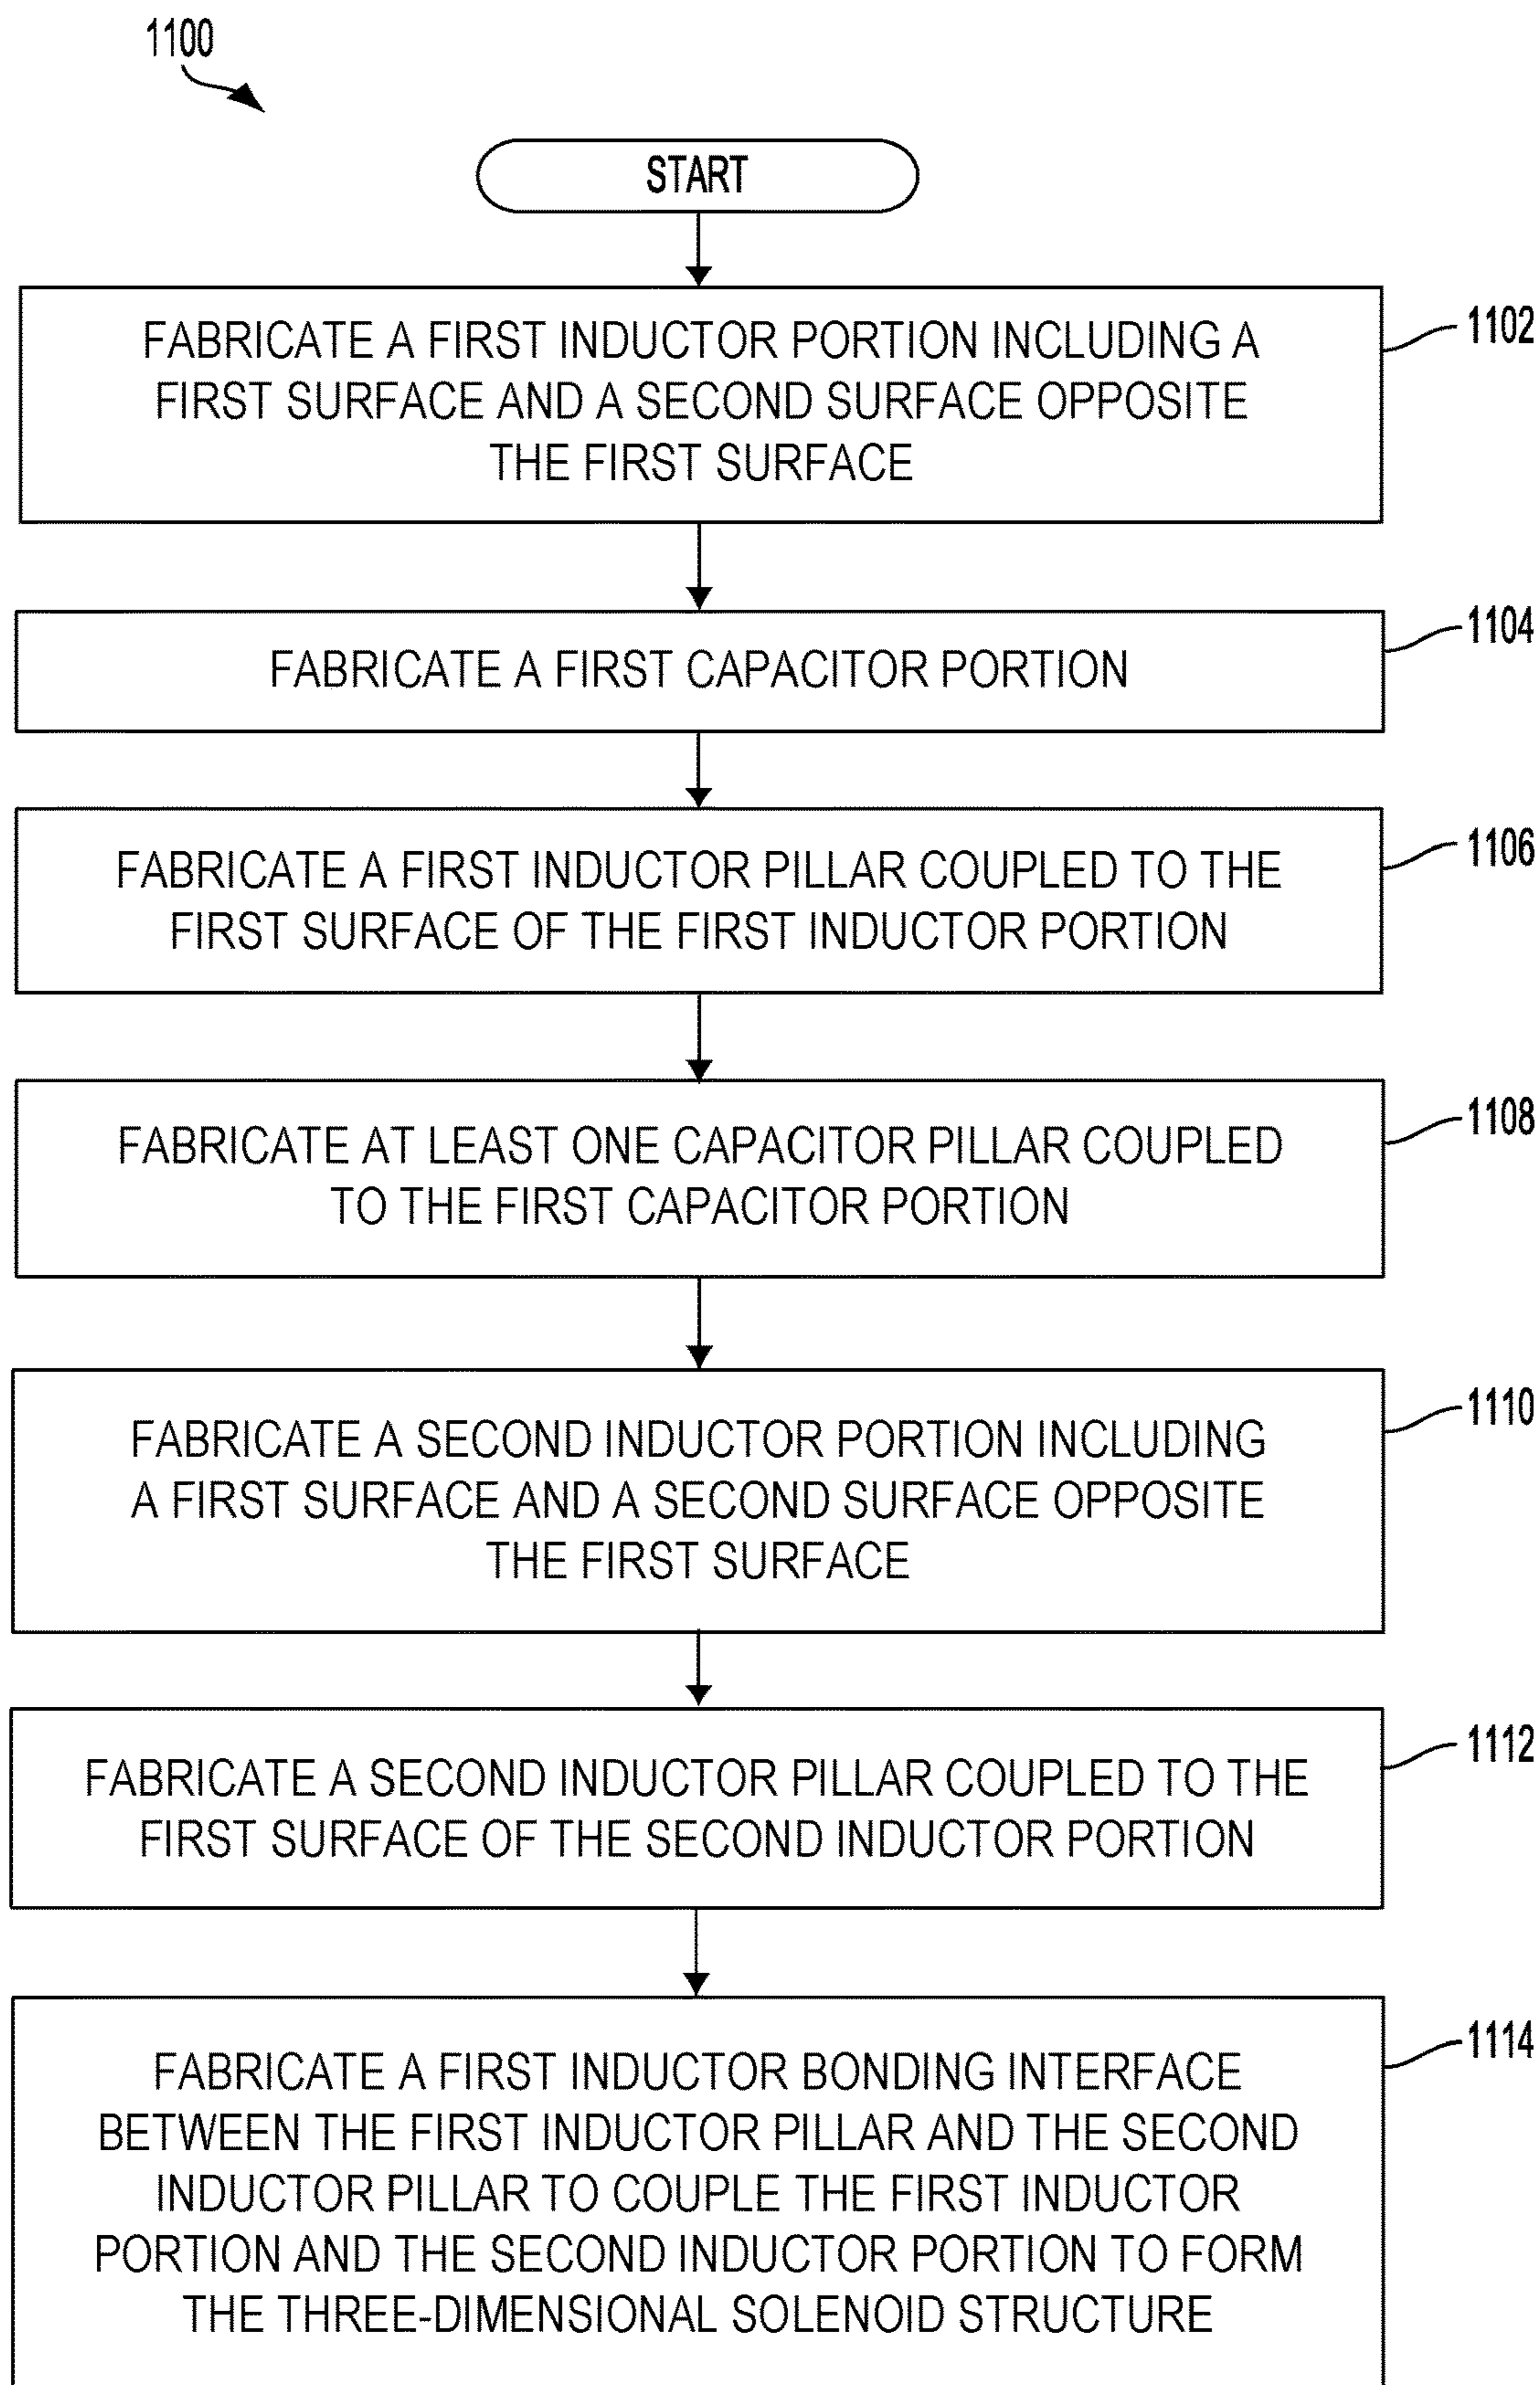 1100
START
FABRICATE A FIRST INDUCTOR PORTION INCLUDING A
FIRST SURFACE AND A SECOND SURFACE OPPOSITE
THE FIRST SURFACE
1102
FABRICATE A FIRST CAPACITOR PORTION
1104
FABRICATE A FIRST INDUCTOR PILLAR COUPLED TO THE
FIRST SURFACE OF THE FIRST INDUCTOR PORTION
1106
FABRICATE AT LEAST ONE CAPACITOR PILLAR COUPLED
TO THE FIRST CAPACITOR PORTION
1108
FABRICATE A SECOND INDUCTOR PORTION INCLUDING
A FIRST SURFACE AND A SECOND SURFACE OPPOSITE
THE FIRST SURFACE
1110
FABRICATE A SECOND INDUCTOR PILLAR COUPLED TO THE
FIRST SURFACE OF THE SECOND INDUCTOR PORTION
1112
FABRICATE A FIRST INDUCTOR BONDING INTERFACE
BETWEEN THE FIRST INDUCTOR PILLAR AND THE SECOND
INDUCTOR PILLAR TO COUPLE THE FIRST INDUCTOR
PORTION AND THE SECOND INDUCTOR PORTION TO FORM
THE THREE-DIMENSIONAL SOLENOID STRUCTURE
1114